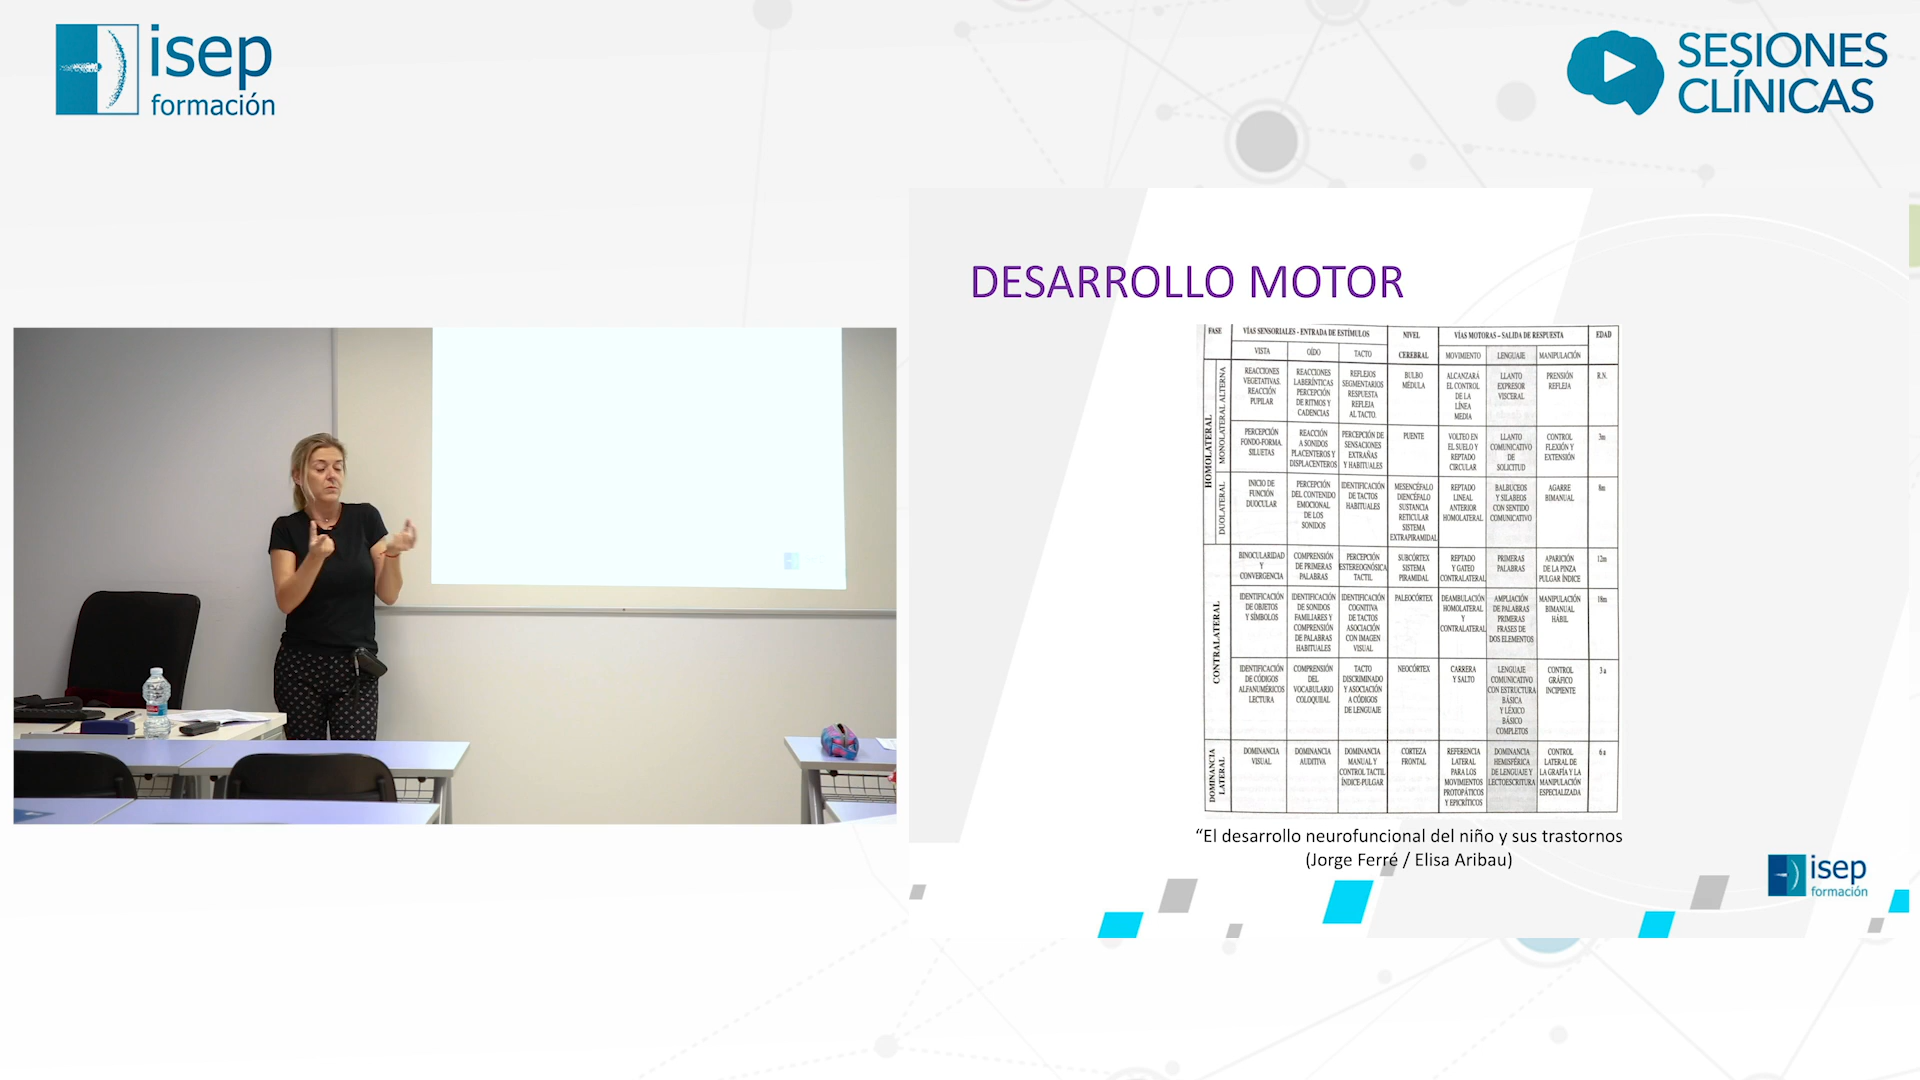 isep
formación
SESIONES
CLÍNICAS
DESARROLLO MOTOR
FASE
VÍAS SENSORIALES - ENTRADA DE ESTÍMULOS
NIVEL
CEREBRAL
VÍAS MOTORAS – SALIDA DE RESPUESTA
EDAD
VISTA
OÍDO
TACTO
MOVIMIENTO
LENGUAJE
MANIPULACIÓN
HOMOLATERAL
MONOLATERAL ALTERNA
REACCIONES
VEGETATIVAS.
REACCIÓN
PUPILAR
REACCIONES
LABERÍNTICAS
PERCEPCIÓN
DE RITMOS Y
CADENCIAS
REFLEJOS
SEGMENTARIOS
RESPUESTA
REFLEJA
AL TACTO.
BULBO
MÉDULA
ALCANZARÁ
EL CONTROL
DE LA
LÍNEA
MEDIA
LLANTO
EXPRESOR
VISCERAL
PRENSIÓN
REFLEJA
R.N.
PERCEPCIÓN
FONDO-FORMA.
SILUETAS
REACCIÓN
A SONIDOS
PLACENTEROS Y
DISPLACENTEROS
PERCEPCIÓN DE
SENSACIONES
EXTRAÑAS
Y HABITUALES
PUENTE
VOLTEO EN
EL SUELO Y
REPTADO
CIRCULAR
LLANTO
COMUNICATIVO
DE
SOLICITUD
CONTROL
FLEXIÓN Y
EXTENSIÓN
3m
DUOLATERAL
INICIO DE
FUNCIÓN
DUOCULAR
PERCEPCIÓN
DEL CONTENIDO
EMOCIONAL
DE LOS
SONIDOS
IDENTIFICACIÓN
DE TACTOS
HABITUALES
MESENCÉFALO
DIENCÉFALO
SUSTANCIA
RETICULAR
SISTEMA
EXTRAPIRAMIDAL
REPTADO
LINEAL
ANTERIOR
HOMOLATERAL
BALBUCEOS
Y SILABEOS
CON SENTIDO
COMUNICATIVO
AGARRE
BIMANUAL
8m
CONTRALATERAL
BINOCULARIDAD
Y
CONVERGENCIA
COMPRENSIÓN
DE PRIMERAS
PALABRAS
PERCEPCIÓN
ESTEREOGNÓSICA
TACTIL
SUBCÓRTEX
SISTEMA
PIRAMIDAL
REPTADO
Y GATEO
CONTRALATERAL
PRIMERAS
PALABRAS
APARICIÓN
DE LA PINZA
PULGAR ÍNDICE
12m
IDENTIFICACIÓN
DE OBJETOS
Y SÍMBOLOS
IDENTIFICACIÓN
DE SONIDOS
FAMILIARES Y
COMPRENSIÓN
DE PALABRAS
HABITUALES
IDENTIFICACIÓN
COGNITIVA
DE TACTOS
ASOCIACIÓN
CON IMAGEN
VISUAL
PALEOCÓRTEX
DEAMBULACIÓN
HOMOLATERAL
Y
CONTRALATERAL
AMPLIACIÓN
DE PALABRAS
PRIMERAS
FRASES DE
DOS ELEMENTOS
MANIPULACIÓN
BIMANUAL
HÁBIL
18m
IDENTIFICACIÓN
DE CÓDIGOS
ALFANUMÉRICOS
LECTURA
COMPRENSIÓN
DEL
VOCABULARIO
COLOQUIAL
TACTO
DISCRIMINADO
Y ASOCIACIÓN
A CÓDIGOS
DE LENGUAJE
NEOCÓRTEX
CARRERA
Y SALTO
LENGUAJE
COMUNICATIVO
CON ESTRUCTURA
BÁSICA
Y LÉXICO
BÁSICO
COMPLETOS
CONTROL
GRÁFICO
INCIPIENTE
3 a
DOMINANCIA
LATERAL
DOMINANCIA
VISUAL
DOMINANCIA
AUDITIVA
DOMINANCIA
MANUAL Y
CONTROL TACTIL
ÍNDICE-PULGAR
CORTEZA
FRONTAL
REFERENCIA
LATERAL
PARA LOS
MOVIMIENTOS
PROTOPÁTICOS
Y EPICRÍTICOS
DOMINANCIA
HEMISFÉRICA
DE LENGUAJE Y
LECTOESCRITURA
CONTROL
LATERAL DE
LA GRAFÍA Y LA
MANIPULACIÓN
ESPECIALIZADA
6 a
“El desarrollo neurofuncional del niño y sus trastornos
(Jorge Ferré / Elisa Aribau)
isep
formación